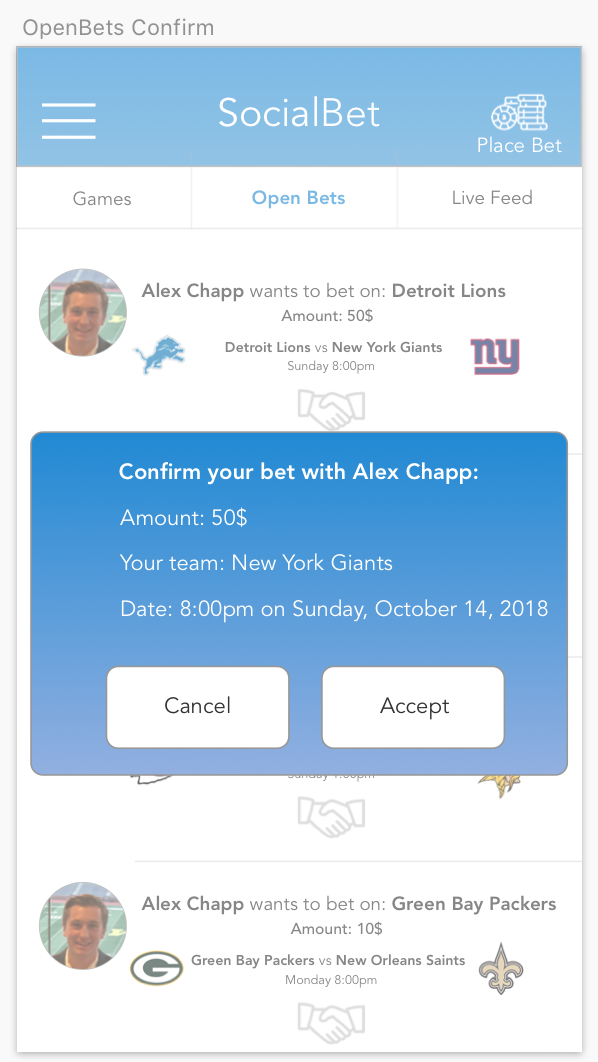 OpenBets Confirm
SocialBet
Place Bet
Games
Open Bets
Live Feed
Alex Chapp wants to bet on: Detroit Lions
Amount: 50$
Detroit Lions vs New York Giants
ny
Sunday 8:00pm
Confirm your bet with Alex Chapp:
Amount: 50$
Your team: New York Giants
Date: 8:00pm on Sunday, October 14, 2018
Cancel
Accept
Alex Chapp wants to bet on: Green Bay Packers
Amount: 10$
Green Bay Packers vs New Orleans Saints
G
Monday 8:00pm